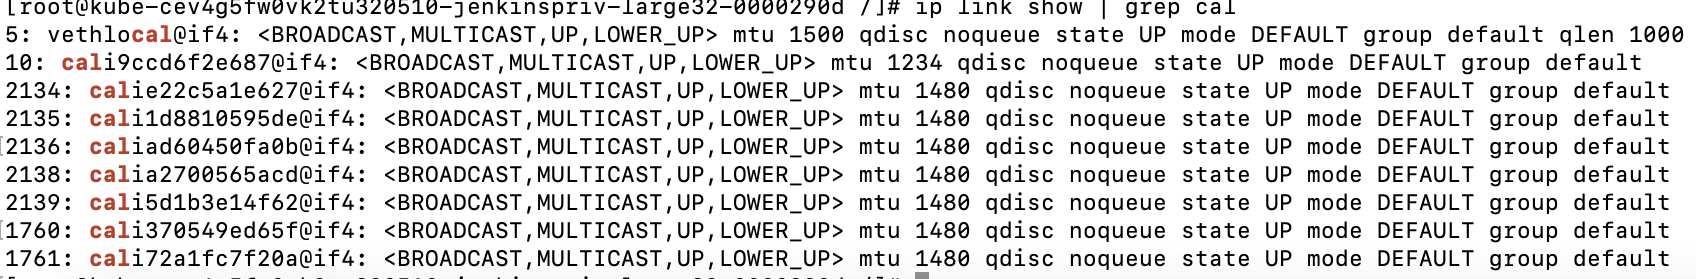 [root@kube-cev4g5fw0vk2tu320510-jenkinspriv-large32-0000290d /]# ip link show | grep cal
5: vethlocal@if4: <BROADCAST,MULTICAST,UP,LOWER_UP> mtu 1500 qdisc noqueue state UP mode DEFAULT group default qlen 1000
10: cali9ccd6f2e687@if4: <BROADCAST,MULTICAST,UP,LOWER_UP> mtu 1234 qdisc noqueue state UP mode DEFAULT group default
2134: calie22c5a1e627@if4: <BROADCAST,MULTICAST,UP,LOWER_UP> mtu 1480 qdisc noqueue state UP mode DEFAULT group default
2135: cali1d8810595de@if4: <BROADCAST,MULTICAST,UP,LOWER_UP> mtu 1480 qdisc noqueue state UP mode DEFAULT group default
2136: caliad60450fa0b@if4: <BROADCAST,MULTICAST,UP,LOWER_UP> mtu 1480 qdisc noqueue state UP mode DEFAULT group default
2138: calia2700565acd@if4: <BROADCAST,MULTICAST,UP,LOWER_UP> mtu 1480 qdisc noqueue state UP mode DEFAULT group default
2139: cali5d1b3e14f62@if4: <BROADCAST,MULTICAST,UP,LOWER_UP> mtu 1480 qdisc noqueue state UP mode DEFAULT group default
1760: cali370549ed65f@if4: <BROADCAST,MULTICAST,UP,LOWER_UP> mtu 1480 qdisc noqueue state UP mode DEFAULT group default
1761: cali72a1fc7f20a@if4: <BROADCAST,MULTICAST,UP,LOWER_UP> mtu 1480 qdisc noqueue state UP mode DEFAULT group default